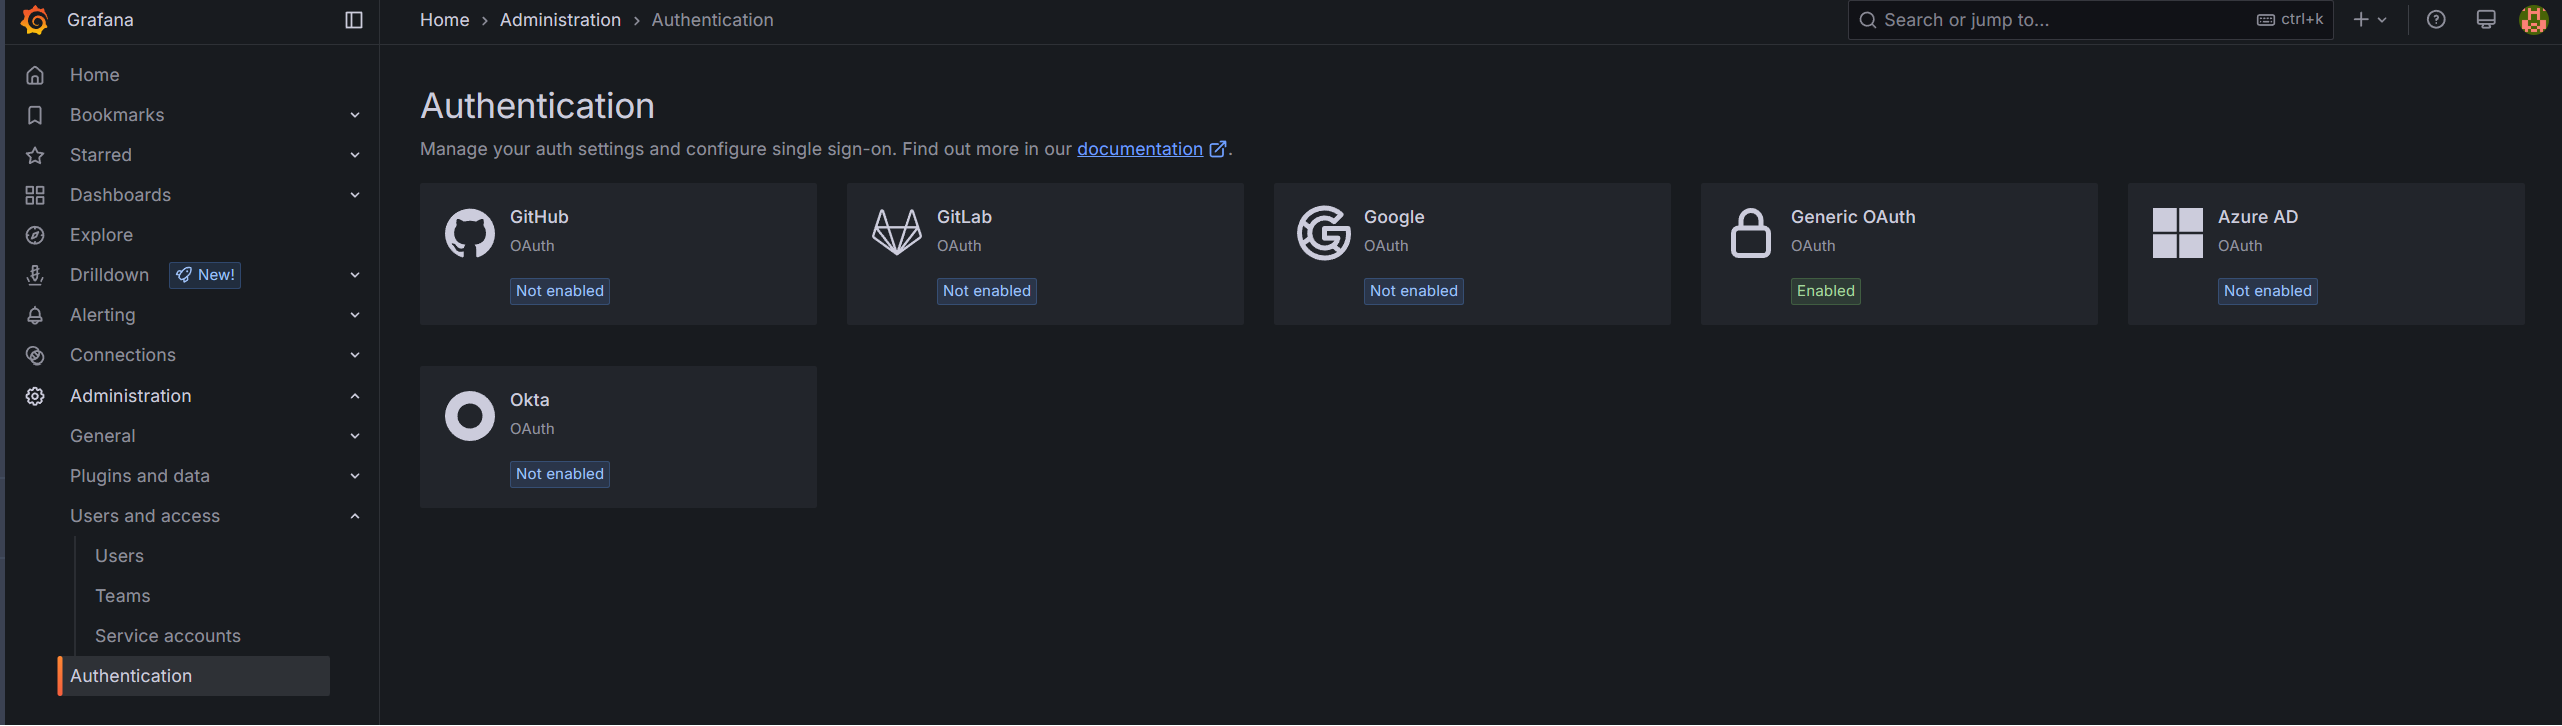 Grafana
Home › Administration › Authentication
Search or jump to...
ctrl+k
Home
Bookmarks
Starred
Dashboards
Explore
Drilldown
New!
Alerting
Connections
Administration
General
Plugins and data
Users and access
Users
Teams
Service accounts
Authentication
Authentication
Manage your auth settings and configure single sign-on. Find out more in our documentation.
GitHub
OAuth
Not enabled
GitLab
OAuth
Not enabled
Google
OAuth
Not enabled
Generic OAuth
OAuth
Enabled
Azure AD
OAuth
Not enabled
Okta
OAuth
Not enabled